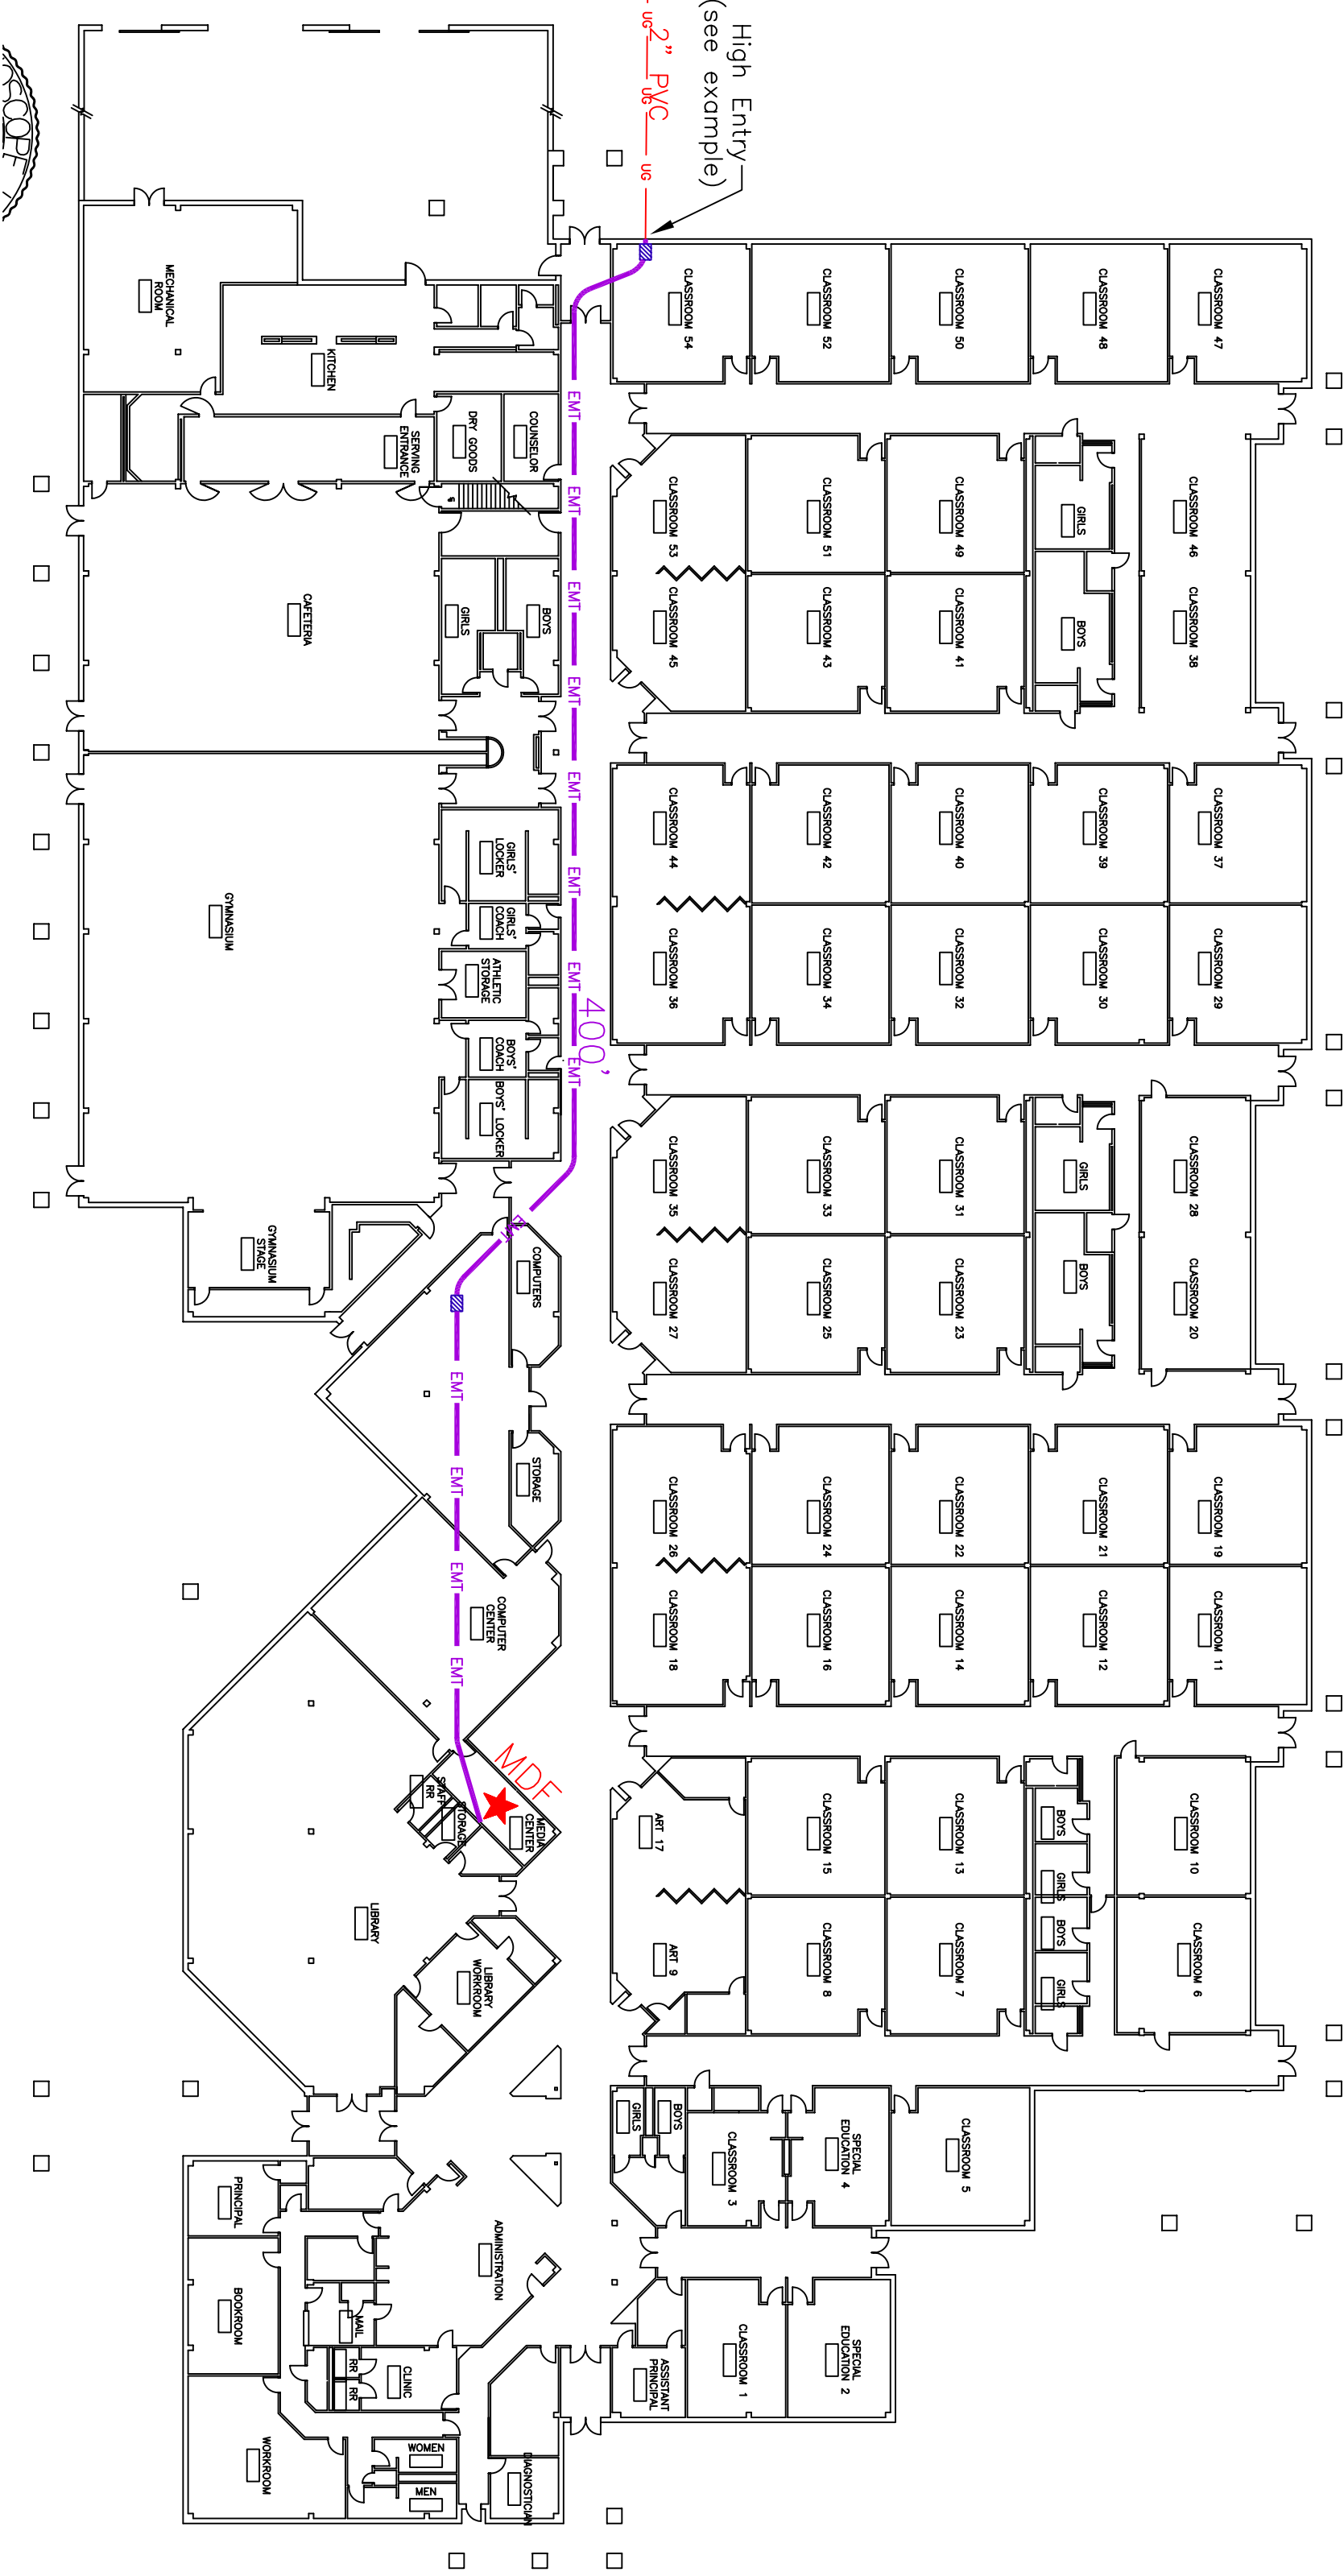 High Entry
(see example)
2" PVC
UG
UG
UG
CLASSROOM 54
CLASSROOM 52
CLASSROOM 50
CLASSROOM 48
CLASSROOM 47
MECHANICAL
ROOM
KITCHEN
SERVING
ENTRANCE
DRY GOODS
COUNSELOR
EMT
EMT
EMT
EMT
EMT
EMT
EMT
EMT
EMT
400'
CLASSROOM 53
CLASSROOM 51
CLASSROOM 49
GIRLS
CLASSROOM 46
CAFETERIA
GIRLS
BOYS
CLASSROOM 45
CLASSROOM 43
CLASSROOM 41
BOYS
CLASSROOM 38
CLASSROOM 44
CLASSROOM 42
CLASSROOM 40
CLASSROOM 39
CLASSROOM 37
GYMNASIUM
GIRLS'
LOCKER
GIRLS'
COACH
ATHLETIC
STORAGE
BOYS'
COACH
BOYS' LOCKER
CLASSROOM 36
CLASSROOM 34
CLASSROOM 32
CLASSROOM 30
CLASSROOM 29
CLASSROOM 35
CLASSROOM 33
CLASSROOM 31
GIRLS
CLASSROOM 28
GYMNASIUM
STAGE
COMPUTERS
CLASSROOM 27
CLASSROOM 25
CLASSROOM 23
BOYS
CLASSROOM 20
EMT
EMT
EMT
EMT
STORAGE
CLASSROOM 26
CLASSROOM 24
CLASSROOM 22
CLASSROOM 21
CLASSROOM 19
COMPUTER
CENTER
CLASSROOM 18
CLASSROOM 16
CLASSROOM 14
CLASSROOM 12
CLASSROOM 11
MDF
STAFF
RR
STORAGE
MEDIA
CENTER
ART 17
CLASSROOM 15
CLASSROOM 13
BOYS
GIRLS
CLASSROOM 10
LIBRARY
LIBRARY
WORKROOM
ART 9
CLASSROOM 8
CLASSROOM 7
BOYS
GIRLS
CLASSROOM 6
GIRLS
BOYS
CLASSROOM 3
SPECIAL
EDUCATION 4
CLASSROOM 5
PRINCIPAL
ADMINISTRATION
BOOKROOM
MAIL
RR
RR
CLINIC
ASSISTANT
PRINCIPAL
CLASSROOM 1
SPECIAL
EDUCATION 2
WORKROOM
WOMEN
MEN
DIAGNOSTICIAN